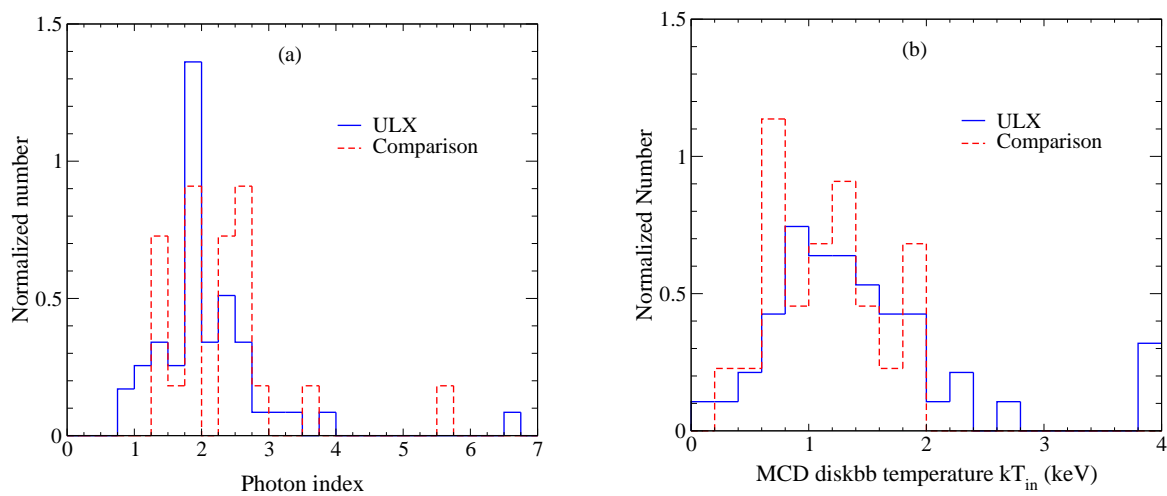 (a)
ULX
Comparison
Normalized number
1.5
1
0.5
0
0 1 2 3 4 5 6 7
Photon index
(b)
ULX
Comparison
Normalized Number
1.5
1
0.5
0
0 1 2 3 4
MCD diskbb temperature kT_in (keV)